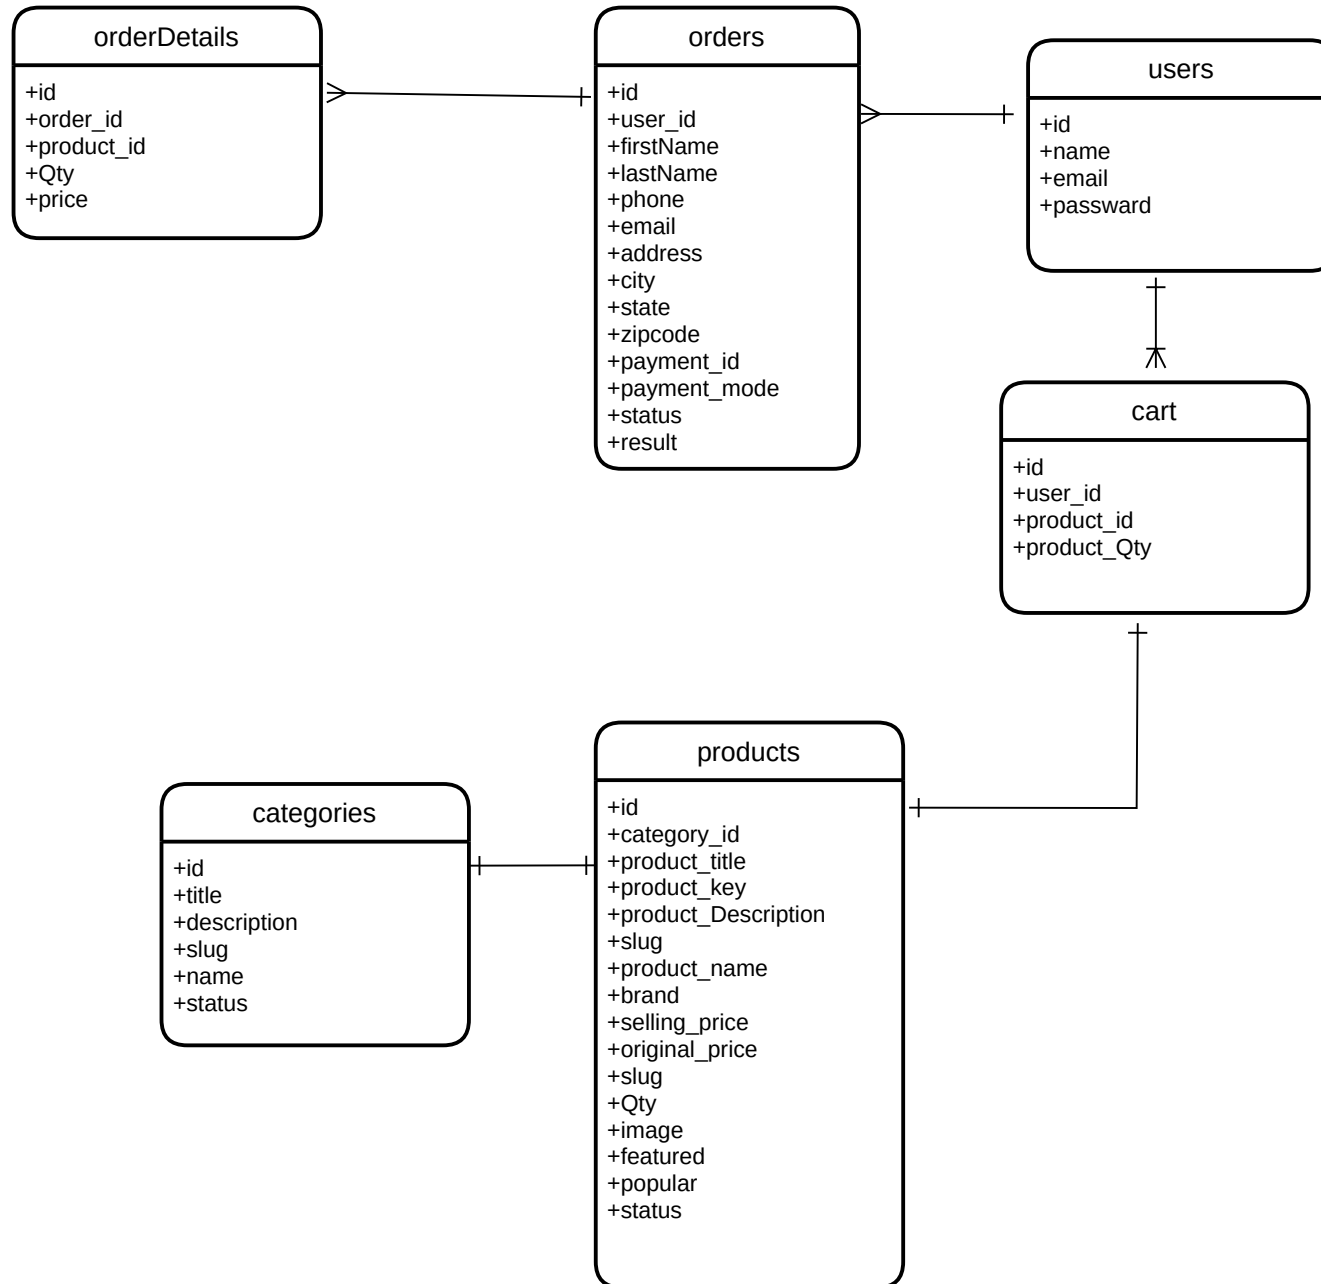 orderDetails
+id
+order_id
+product_id
+Qty
+price
orders
+id
+user_id
+firstName
+lastName
+phone
+email
+address
+city
+state
+zipcode
+payment_id
+payment_mode
+status
+result
users
+id
+name
+email
+passward
cart
+id
+user_id
+product_id
+product_Qty
categories
+id
+title
+description
+slug
+name
+status
products
+id
+category_id
+product_title
+product_key
+product_Description
+slug
+product_name
+brand
+selling_price
+original_price
+slug
+Qty
+image
+featured
+popular
+status